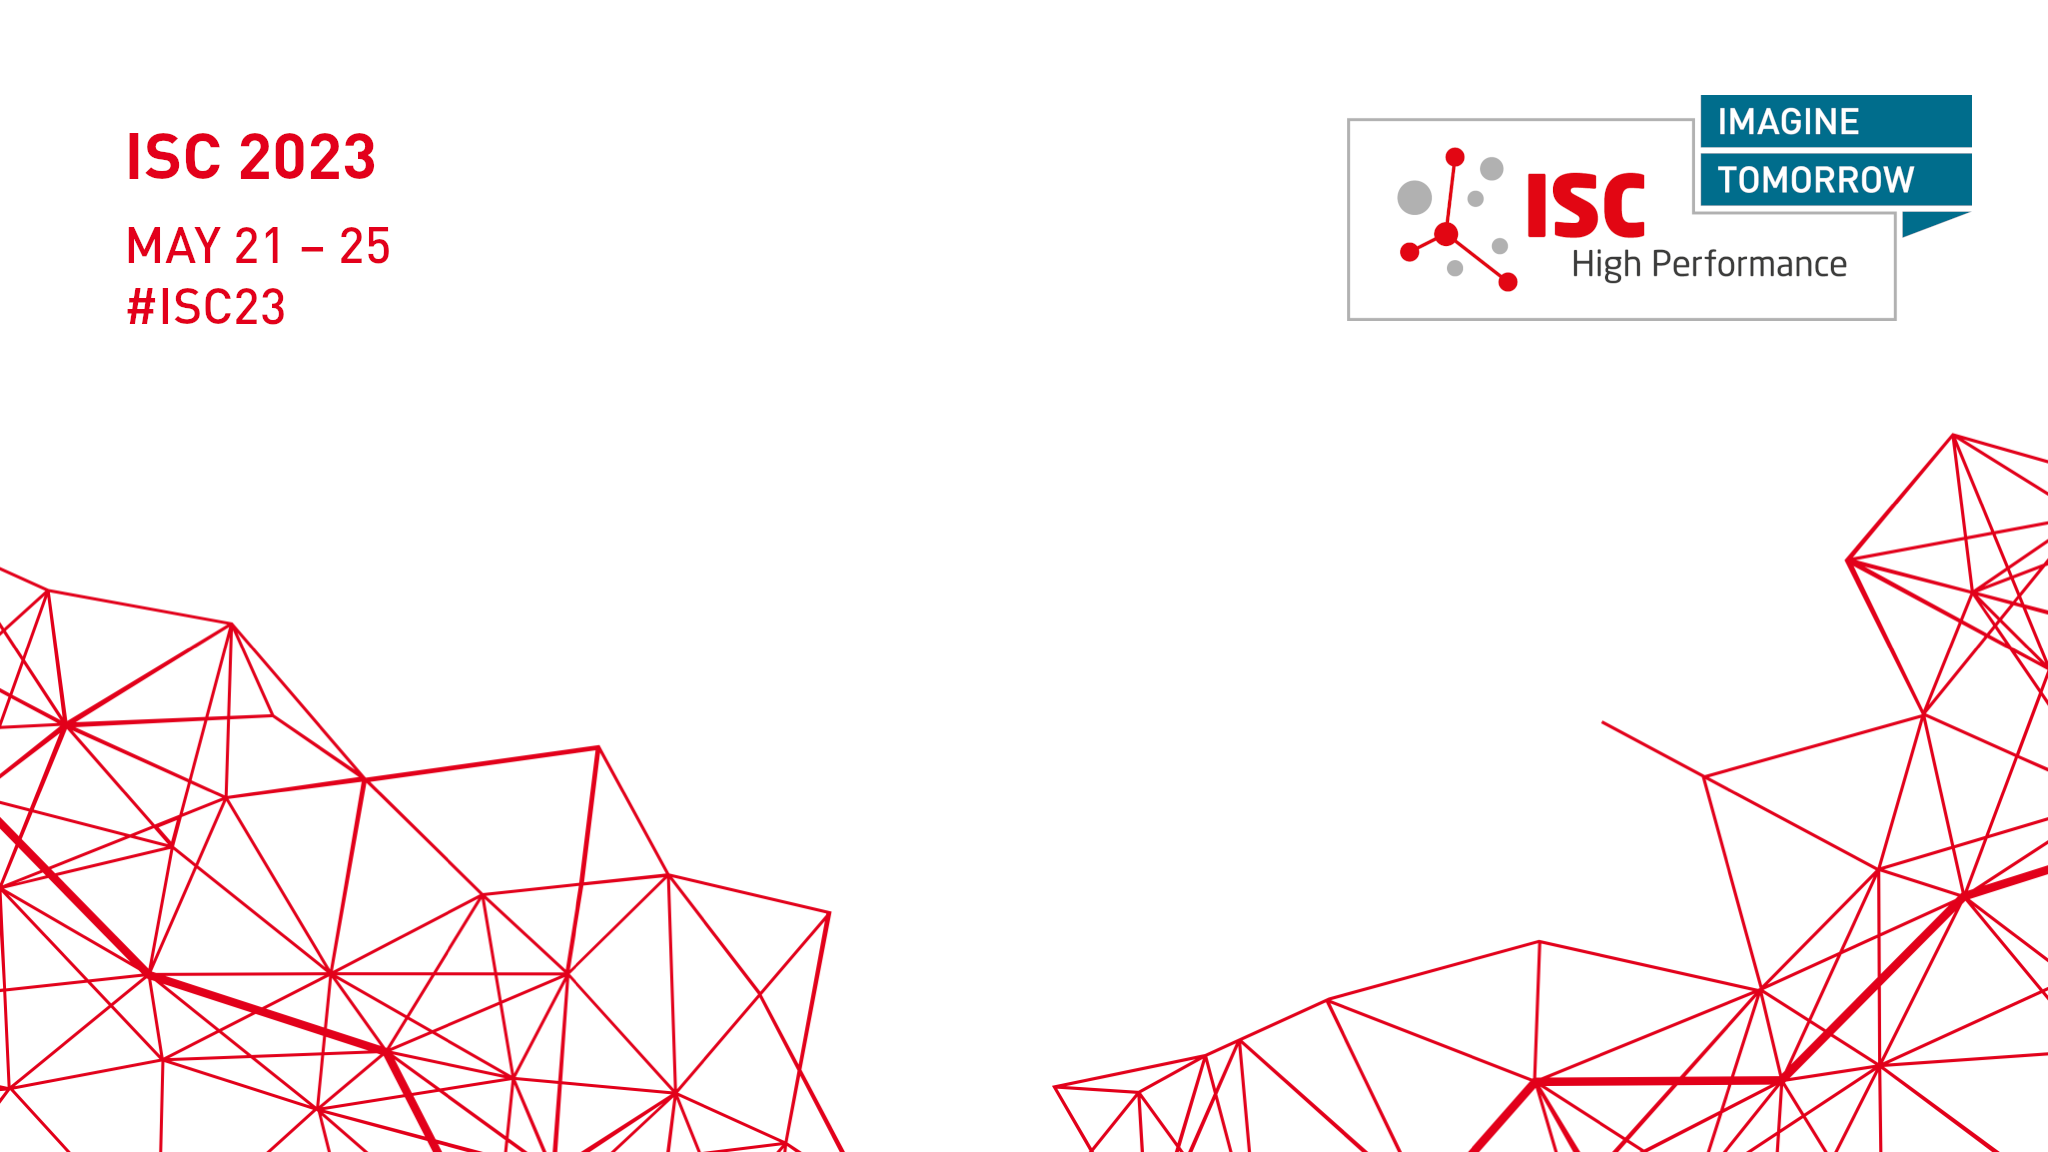 ISC 2023
MAY 21 – 25
#ISC23
IMAGINE
TOMORROW
ISC
High Performance